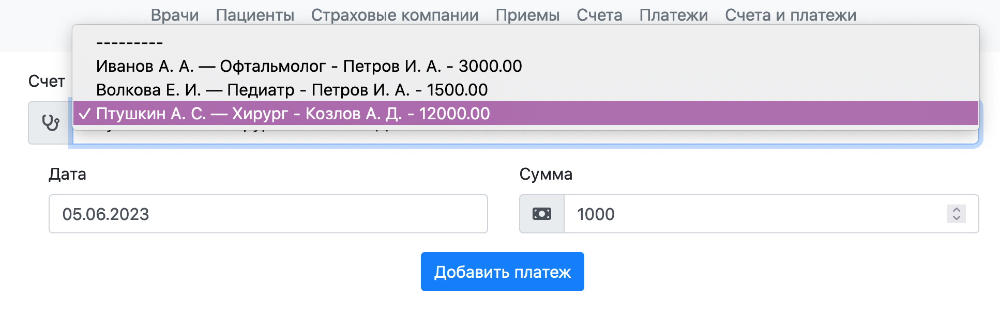 Врачи Пациенты Страховые компании Приемы Счета Платежи Счета и платежи
---------
Иванов А. А. — Офтальмолог - Петров И. А. - 3000.00
Счет
Волкова Е. И. — Педиатр - Петров И. А. - 1500.00
✓ Птушкин А. С. — Хирург - Козлов А. Д. - 12000.00
Дата
Сумма
05.06.2023
1000
Добавить платеж